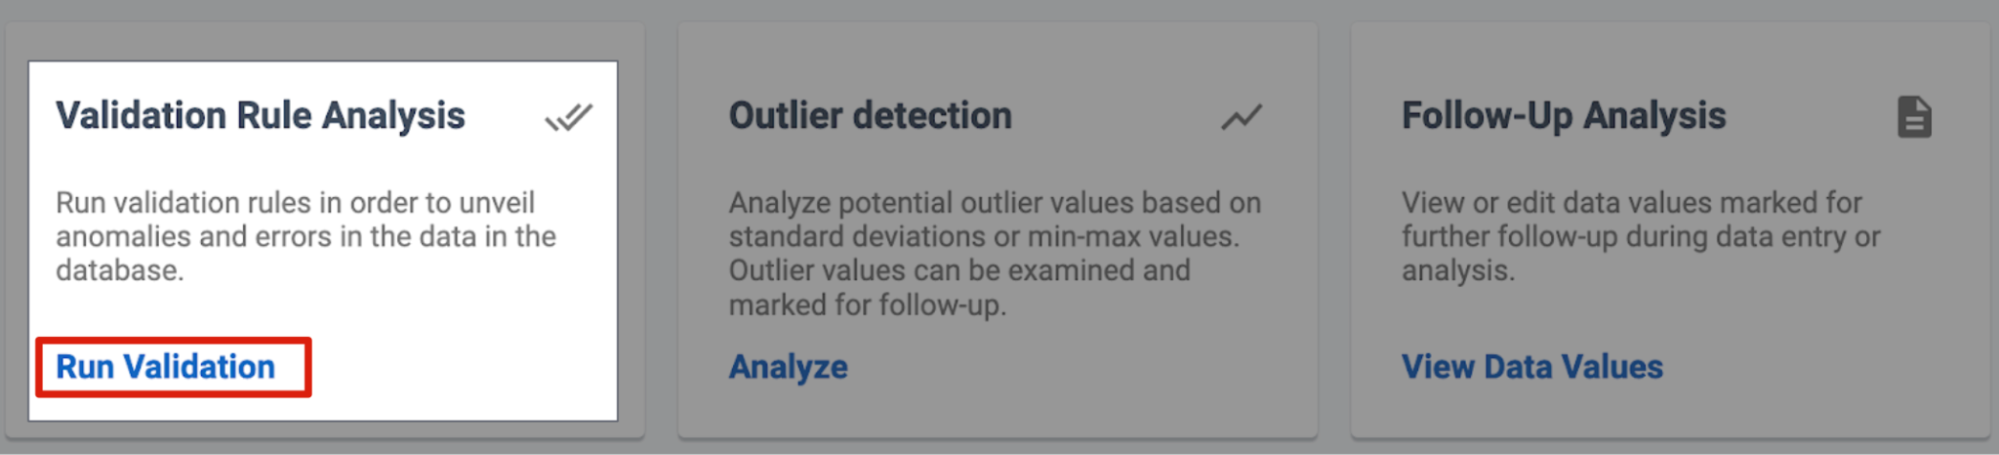 Validation Rule Analysis
Run validation rules in order to unveil
anomalies and errors in the data in the
database.
Run Validation
Outlier detection
Analyze potential outlier values based on
standard deviations or min-max values.
Outlier values can be examined and
marked for follow-up.
Analyze
Follow-Up Analysis
View or edit data values marked for
further follow-up during data entry or
analysis.
View Data Values